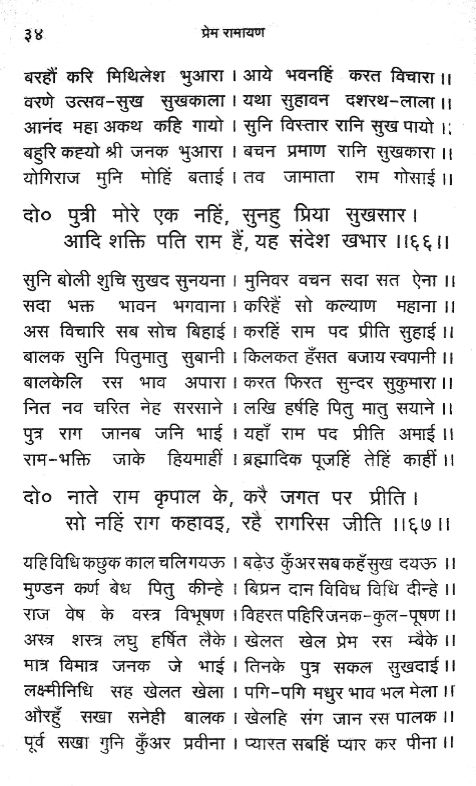 ३४
प्रेम रामायण
बरहौं करि मिथिलेश भुआरा । आये भवनहिं करत विचारा ।।
वरणे उत्सव-सुख सुखकाला । यथा सुहावन दशरथ-लाला ।।
आनंद महा अकथ कहि गायो । सुनि विस्तार रानि सुख पायो ।।
बहुरि कह्यो श्री जनक भुआरा । बचन प्रमाण रानि सुखकारा ।।
योगिराज मुनि मोहिं बताई । तव जामाता राम गोसाई ।।
दो० पुत्री मोरे एक नहिं, सुनहु प्रिया सुखसार ।
आदि शक्ति पति राम हैं, यह संदेश खभार ।।६६।।
सुनि बोली शुचि सुखद सुनयना । मुनिवर वचन सदा सत ऐना ।।
सदा भक्त भावन भगवाना । करिहैं सो कल्याण महाना ।।
अस विचारि सब सोच बिहाई । करहिं राम पद प्रीति सुहाई ।।
बालक सुनि पितुमातु सुबानी । किलकत हँसत बजाय स्वपानी ।।
बालकेलि रस भाव अपारा । करत फिरत सुन्दर सुकुमारा ।।
नित नव चरित नेह सरसाने । लखि हर्षहि पितु मातु सयाने ।।
पुत्र राग जानब जनि भाई । यहाँ राम पद प्रीति अमाई ।।
राम-भक्ति जाके हियमाहीं । ब्रह्मादिक पूजहिं तेहिं काहीं ।।
दो० नाते राम कृपाल के, करै जगत पर प्रीति ।
सो नहिं राग कहावइ, रहै रागरिस जीति ।।६७।।
यहि विधि कछुक काल चलि गयऊ । बढ़ेउ कुँअर सब कहँ सुख दयऊ ।।
मुण्डन कर्ण बेध पितु कीन्हे । बिप्रन दान विविध विधि दीन्हे ।।
राज वेष के वस्त्र विभूषण । विहरत पहिरि जनक-कुल-पूषण ।।
अस्त्र शस्त्र लघु हर्षित लैके । खेलत खेल प्रेम रस म्बैके ।।
मात्र विमात्र जनक जे भाई । तिनके पुत्र सकल सुखदाई ।।
लक्ष्मीनिधि सह खेलत खेला । पगि-पगि मधुर भाव भल मेला ।।
औरहुँ सखा सनेही बालक । खेलहि संग जान रस पालक ।।
पूर्व सखा गुनि कुँअर प्रवीना । प्यारत सबहिं प्यार कर पीना ।।